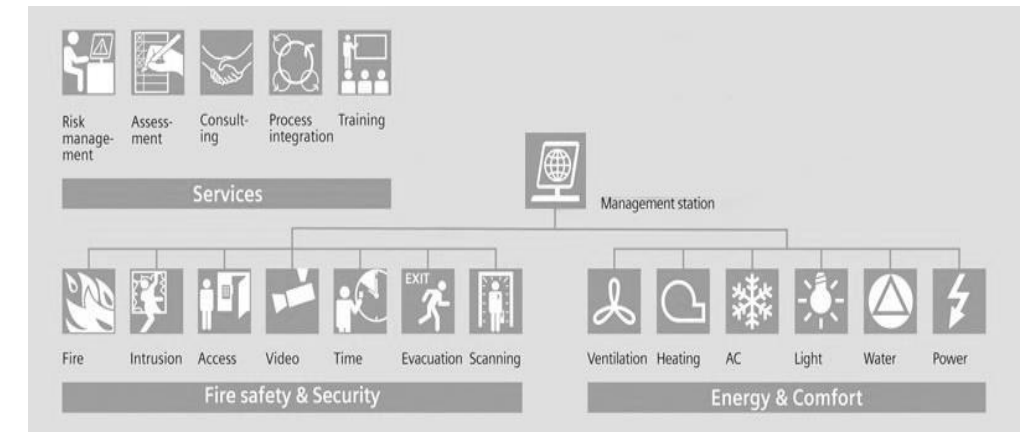 Risk
manage-
ment
Assess-
ment
Consult-
ing
Process
integration
Training
Services
Management station
EXIT
Fire
Intrusion
Access
Video
Time
Evacuation
Scanning
Fire safety & Security
Ventilation
Heating
AC
Light
Water
Power
Energy & Comfort